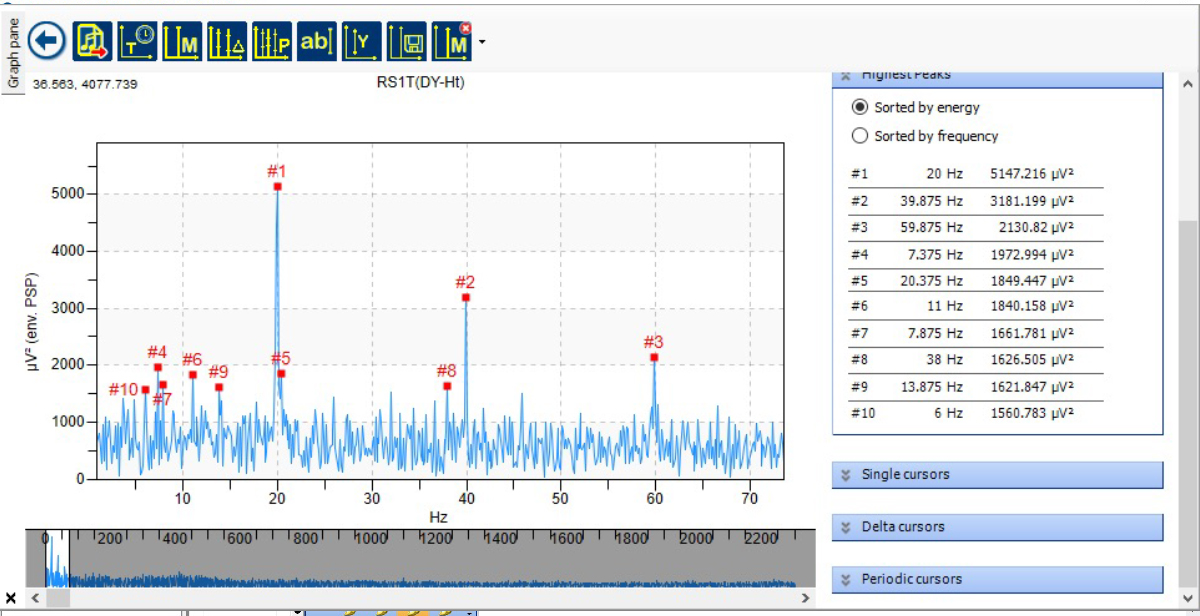 Graph pane
T M P ab Y M
36.563, 4077.739
RS1T(DY-Ht)
Highest Peaks
Sorted by energy
Sorted by frequency
#1 20 Hz 5147.216 µV²
#2 39.875 Hz 3181.199 µV²
#3 59.875 Hz 2130.82 µV²
#4 7.375 Hz 1972.994 µV²
#5 20.375 Hz 1849.447 µV²
#6 11 Hz 1840.158 µV²
#7 7.875 Hz 1661.781 µV²
#8 38 Hz 1626.505 µV²
#9 13.875 Hz 1621.847 µV²
#10 6 Hz 1560.783 µV²
Single cursors
Delta cursors
Periodic cursors
µV² (env. PSP)
5000
4000
3000
2000
1000
0
#1
#2
#3
#4
#5
#6
#7
#8
#9
#10
10 20 30 40 50 60 70
Hz
0 200 400 600 800 1000 1200 1400 1600 1800 2000 2200